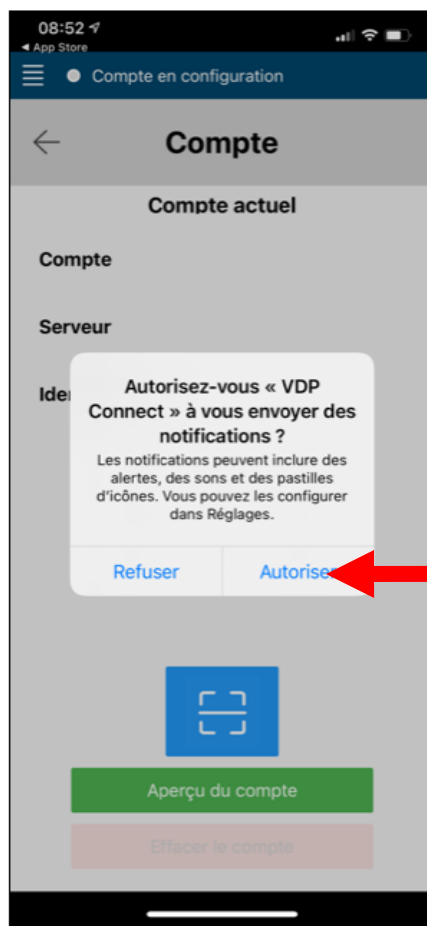 08:52
App Store
Compte en configuration
Compte
Compte actuel
Compte
Serveur
Autorisez-vous « VDP
Connect » à vous envoyer des
notifications ?
Les notifications peuvent inclure des
alertes, des sons et des pastilles
d'icônes. Vous pouvez les configurer
dans Réglages.
Refuser
Autoriser
Aperçu du compte
Effacer le compte